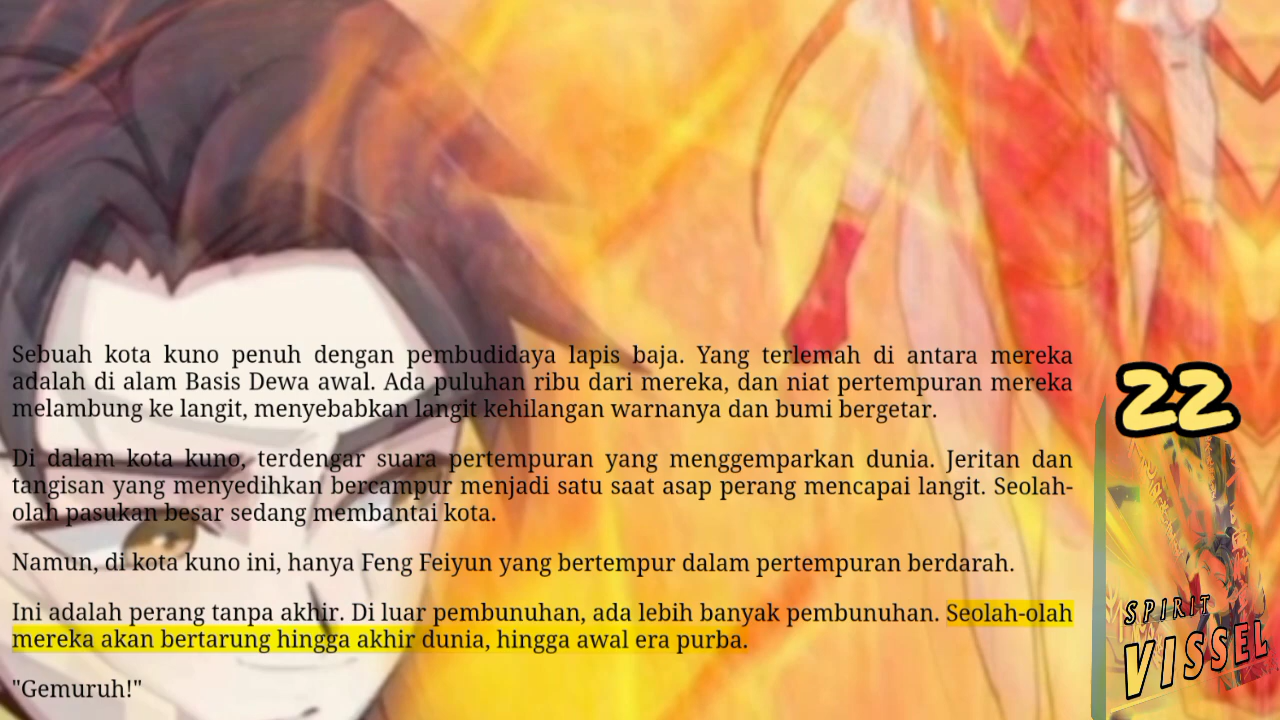 Sebuah kota kuno penuh dengan pembudidaya lapis baja. Yang terlemah di antara mereka
adalah di alam Basis Dewa awal. Ada puluhan ribu dari mereka, dan niat pertempuran mereka
melambung ke langit, menyebabkan langit kehilangan warnanya dan bumi bergetar.
Di dalam kota kuno, terdengar suara pertempuran yang menggemparkan dunia. Jeritan dan
tangisan yang menyedihkan bercampur menjadi satu saat asap perang mencapai langit. Seolah-
olah pasukan besar sedang membantai kota.
Namun, di kota kuno ini, hanya Feng Feiyun yang bertempur dalam pertempuran berdarah.
Ini adalah perang tanpa akhir. Di luar pembunuhan, ada lebih banyak pembunuhan. Seolah-olah
mereka akan bertarung hingga akhir dunia, hingga awal era purba.
"Gemuruh!"
22
SPIRIT
VISSEL